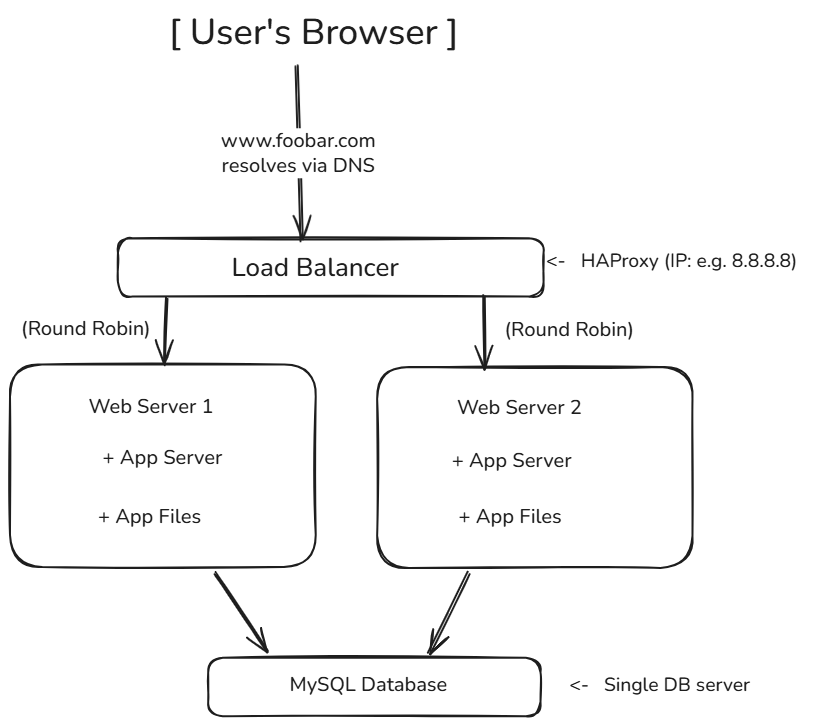 [ User's Browser ]
www.foobar.com
resolves via DNS
Load Balancer
<- HAProxy (IP: e.g. 8.8.8.8)
(Round Robin)
(Round Robin)
Web Server 1
+ App Server
+ App Files
Web Server 2
+ App Server
+ App Files
MySQL Database
<- Single DB server